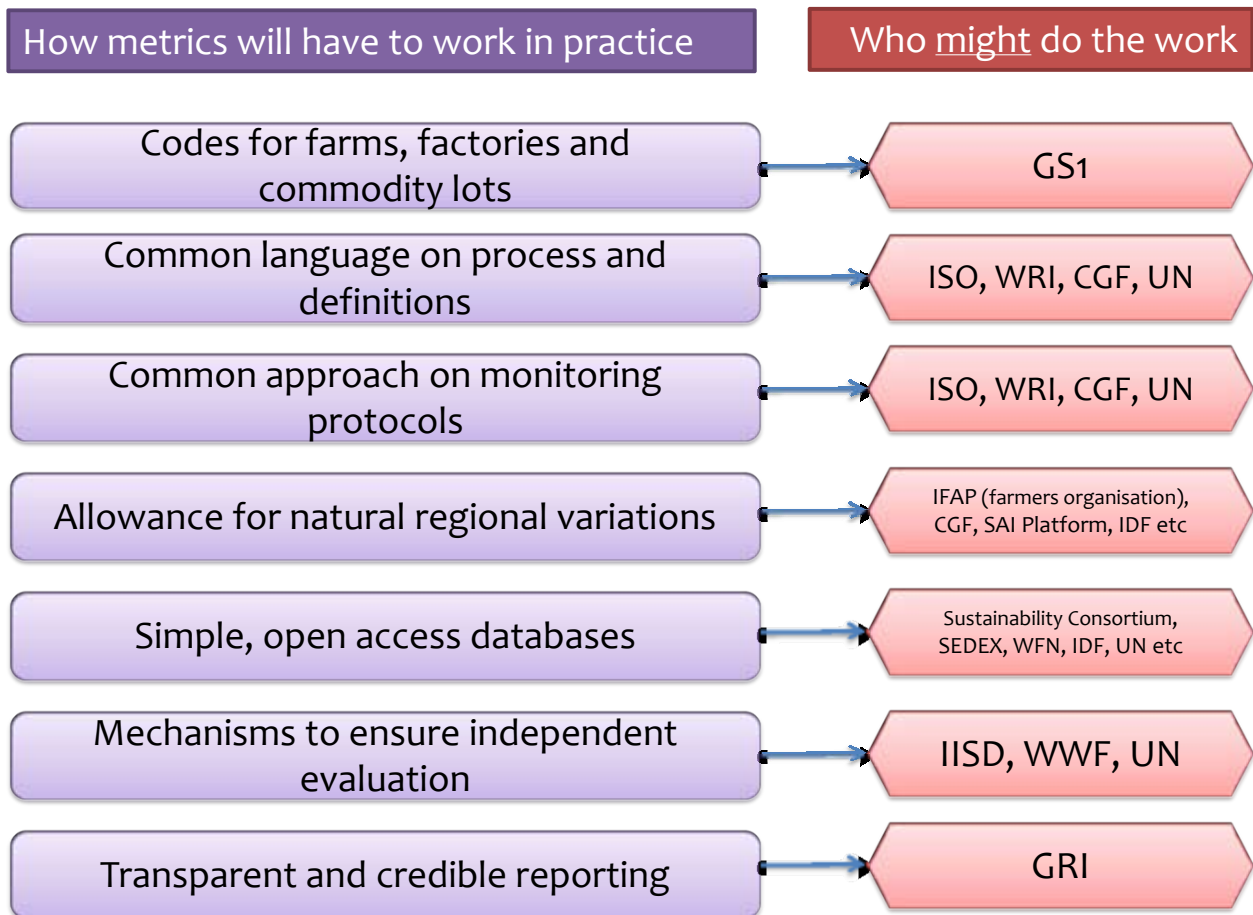 How metrics will have to work in practice
Who might do the work
Codes for farms, factories and
commodity lots
GS1
Common language on process and
definitions
ISO, WRI, CGF, UN
Common approach on monitoring
protocols
ISO, WRI, CGF, UN
Allowance for natural regional variations
IFAP (farmers organisation),
CGF, SAI Platform, IDF etc
Simple, open access databases
Sustainability Consortium,
SEDEX, WFN, IDF, UN etc
Mechanisms to ensure independent
evaluation
IISD, WWF, UN
Transparent and credible reporting
GRI